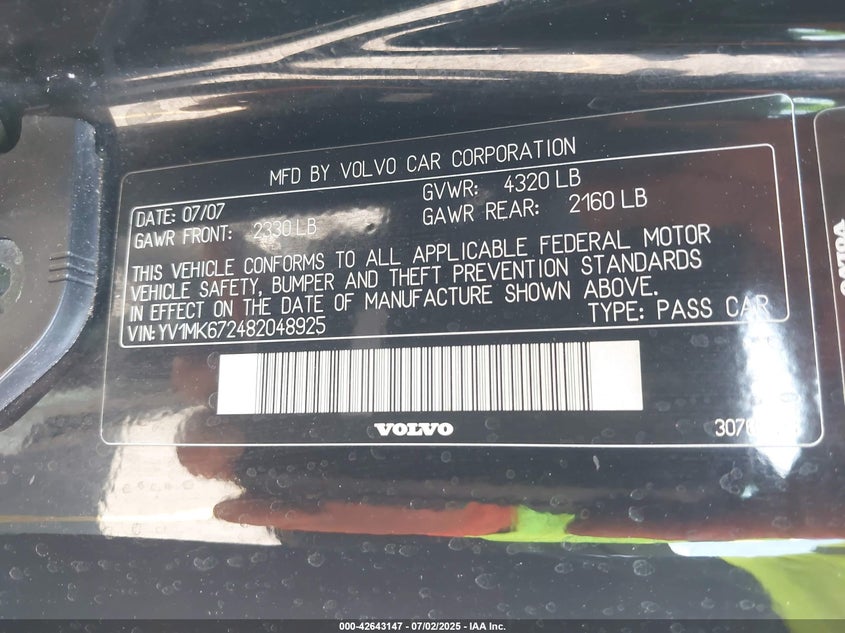 MFD BY VOLVO CAR CORPORATION
DATE: 07/07 GVWR: 4320 LB
GAWR FRONT: 2330 LB GAWR REAR: 2160 LB
THIS VEHICLE CONFORMS TO ALL APPLICABLE FEDERAL MOTOR
VEHICLE SAFETY, BUMPER AND THEFT PREVENTION STANDARDS
IN EFFECT ON THE DATE OF MANUFACTURE SHOWN ABOVE.
VIN: YV1MK672482048925 TYPE: PASS CAR
VOLVO
000-42643147 - 07/02/2025 - IAA Inc.